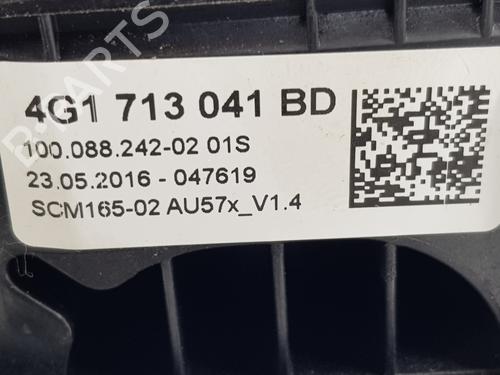 4G1 713 041 BD
100.088.242-02 01S
23.05.2016 - 047619
SCM165-02 AU57x_V1.4
B-PARTS